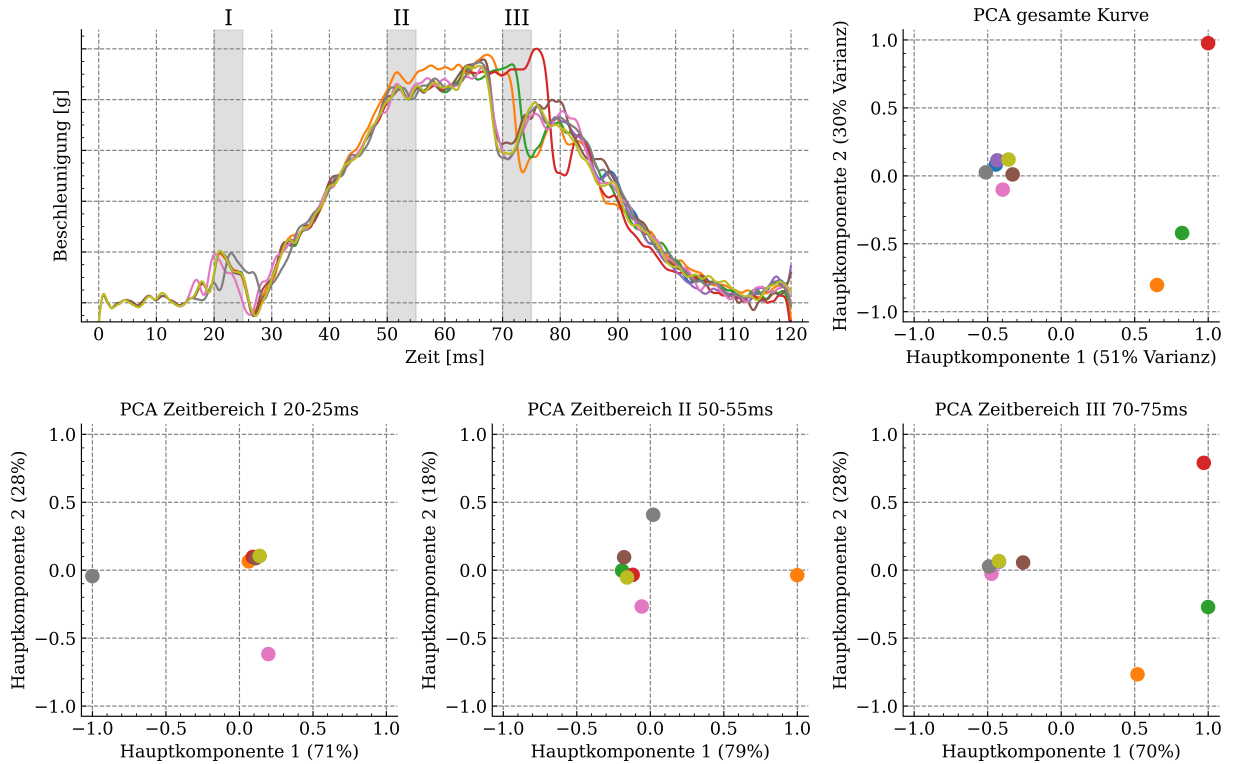 I II III
Beschleunigung [g]
0 10 20 30 40 50 60 70 80 90 100 110 120
Zeit [ms]
PCA gesamte Kurve
Hauptkomponente 2 (30% Varianz)
1.0
0.5
0.0
−0.5
−1.0
−1.0 −0.5 0.0 0.5 1.0
Hauptkomponente 1 (51% Varianz)
PCA Zeitbereich I 20-25ms
Hauptkomponente 2 (28%)
1.0
0.5
0.0
−0.5
−1.0
−1.0 −0.5 0.0 0.5 1.0
Hauptkomponente 1 (71%)
PCA Zeitbereich II 50-55ms
Hauptkomponente 2 (18%)
1.0
0.5
0.0
−0.5
−1.0
−1.0 −0.5 0.0 0.5 1.0
Hauptkomponente 1 (79%)
PCA Zeitbereich III 70-75ms
Hauptkomponente 2 (28%)
1.0
0.5
0.0
−0.5
−1.0
−1.0 −0.5 0.0 0.5 1.0
Hauptkomponente 1 (70%)